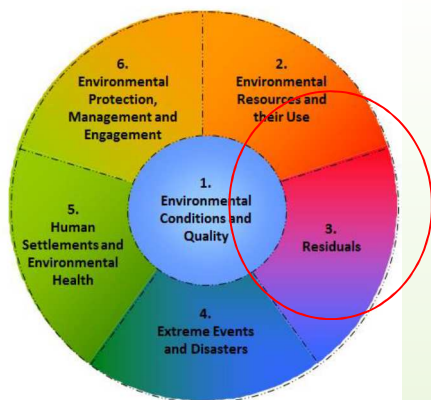 6.
Environmental
Protection,
Management and
Engagement
2.
Environmental
Resources and
their Use
1.
Environmental
Conditions and
Quality
3.
Residuals
5.
Human
Settlements and
Environmental
Health
4.
Extreme Events
and Disasters